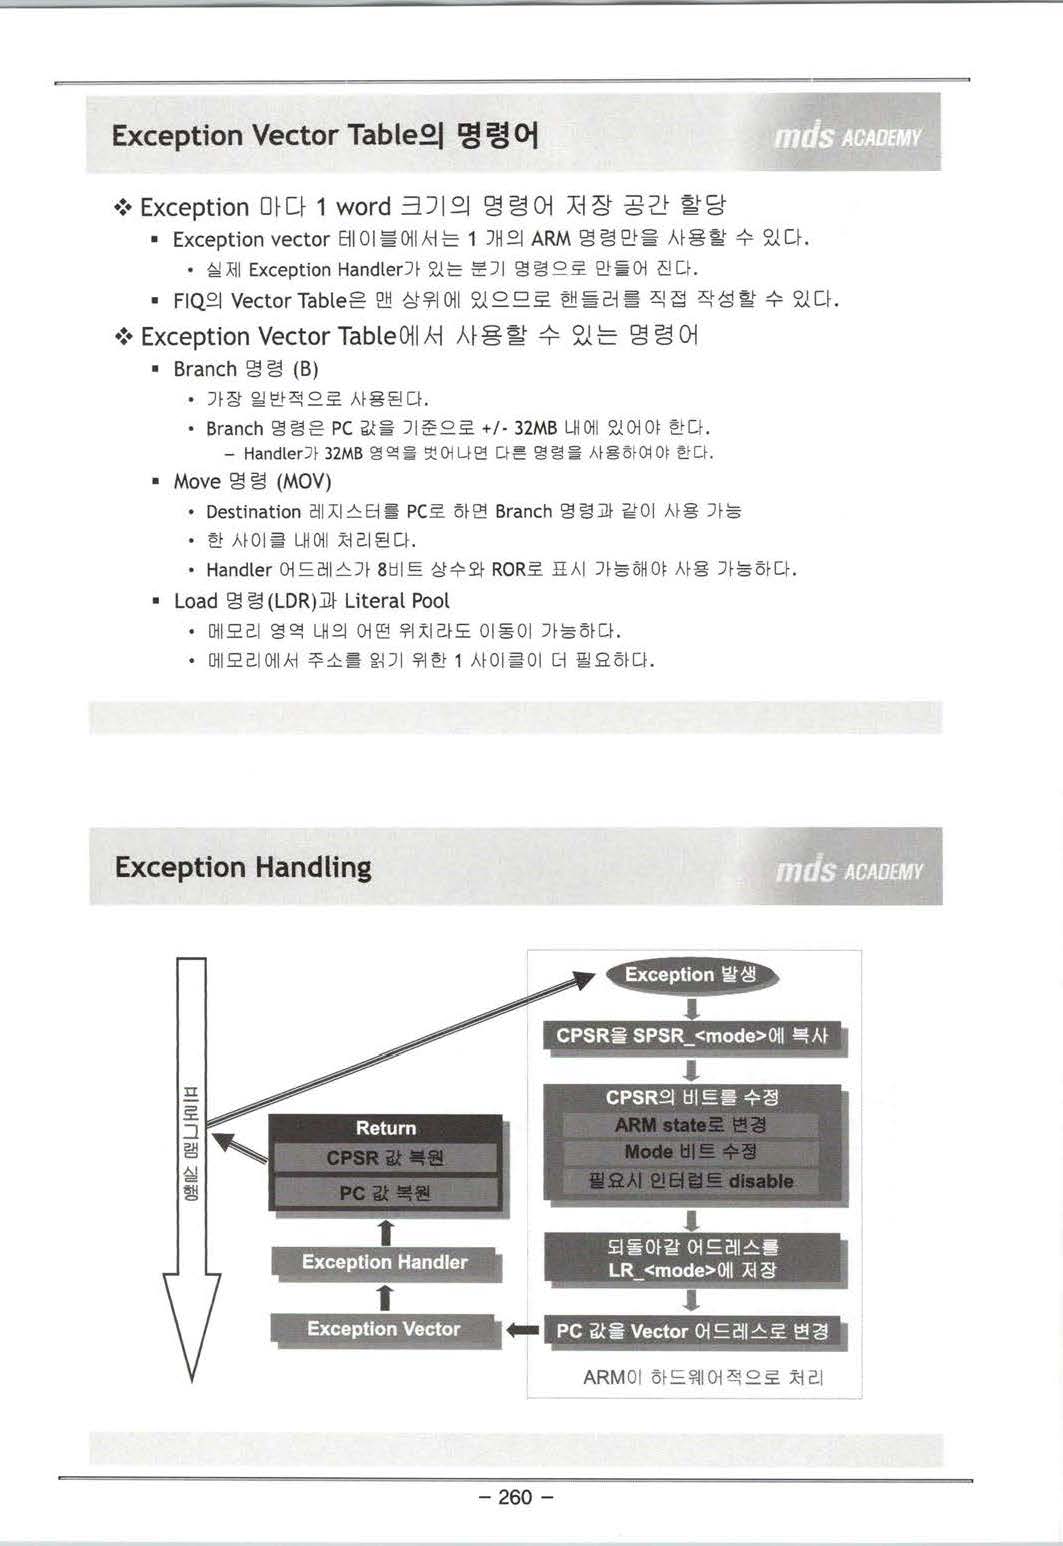 Exception Vector Table의 명령어
mds ACADEMY
❖ Exception 마다 1 word 크기의 명령어 저장 공간 할당
▪ Exception vector 테이블에서는 1 개의 ARM 명령만을 사용할 수 있다.
• 실제 Exception Handler가 있는 분기 명령으로 만들어 진다.
▪ FIQ의 Vector Table은 맨 상위에 있으므로 핸들러를 직접 작성할 수 있다.
❖ Exception Vector Table에서 사용할 수 있는 명령어
▪ Branch 명령 (B)
• 가장 일반적으로 사용된다.
• Branch 명령은 PC 값을 기준으로 +/- 32MB 내에 있어야 한다.
– Handler가 32MB 영역을 벗어나면 다른 명령을 사용하여야 한다.
▪ Move 명령 (MOV)
• Destination 레지스터를 PC로 하면 Branch 명령과 같이 사용 가능
• 한 사이클 내에 처리된다.
• Handler 어드레스가 8비트 상수와 ROR로 표시 가능해야 사용 가능하다.
▪ Load 명령(LDR)과 Literal Pool
• 메모리 영역 내의 어떤 위치라도 이동이 가능하다.
• 메모리에서 주소를 읽기 위한 1 사이클이 더 필요하다.
Exception Handling
mds ACADEMY
프로그램 실행
Exception 발생
CPSR을 SPSR_<mode>에 복사
CPSR의 비트를 수정
ARM state로 변경
Mode 비트 수정
필요시 인터럽트 disable
되돌아갈 어드레스를
LR_<mode>에 저장
PC 값을 Vector 어드레스로 변경
ARM이 하드웨어적으로 처리
Exception Vector
Exception Handler
Return
CPSR 값 복원
PC 값 복원
– 260 –